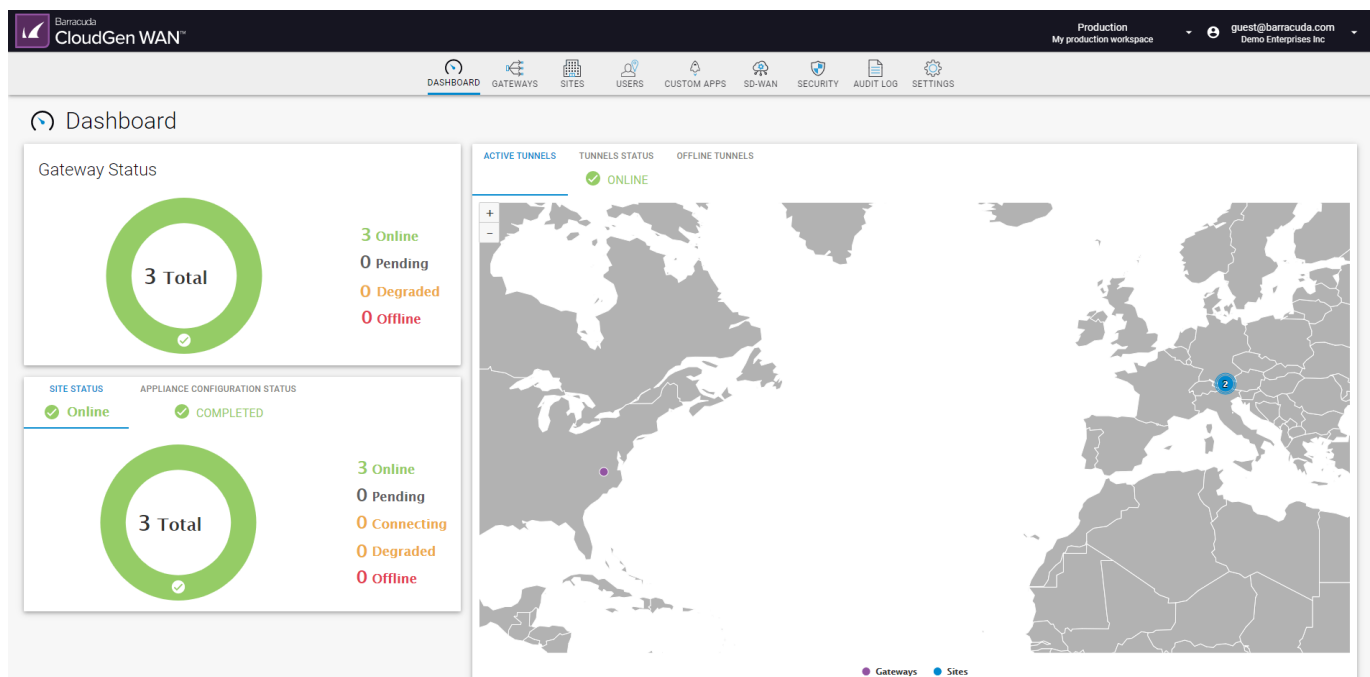 Barracuda
CloudGen WAN™
Production
My production workspace
guest@barracuda.com
Demo Enterprises Inc
DASHBOARD
GATEWAYS
SITES
USERS
CUSTOM APPS
SD-WAN
SECURITY
AUDIT LOG
SETTINGS
Dashboard
Gateway Status
3 Total
3 Online
0 Pending
0 Degraded
0 Offline
SITE STATUS
Online
APPLIANCE CONFIGURATION STATUS
COMPLETED
3 Total
3 Online
0 Pending
0 Connecting
0 Degraded
0 Offline
ACTIVE TUNNELS
TUNNELS STATUS
ONLINE
OFFLINE TUNNELS
+
−
2
Gateways
Sites